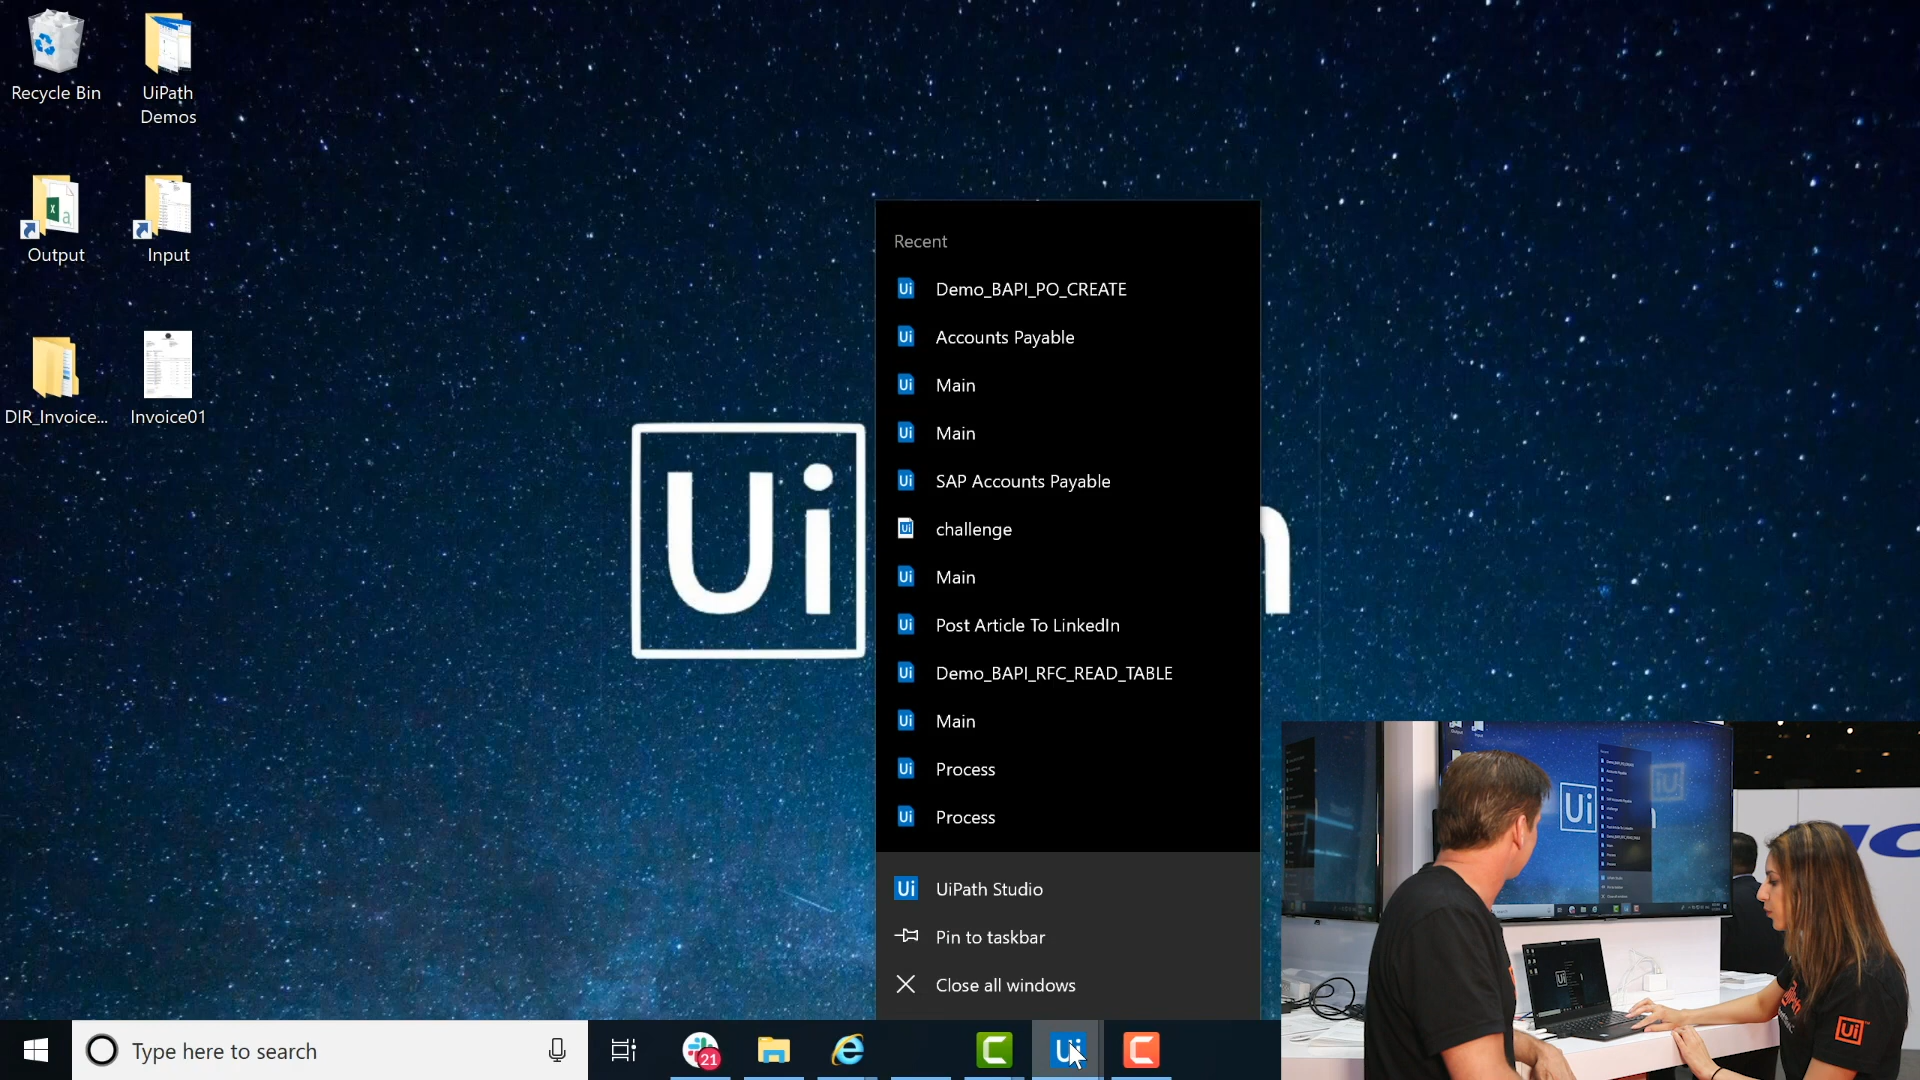 Recycle Bin
UiPath
Demos
Output
Input
DIR_Invoice...
Invoice01
Ui
Recent
Demo_BAPI_PO_CREATE
Accounts Payable
Main
Main
SAP Accounts Payable
challenge
Main
Post Article To LinkedIn
Demo_BAPI_RFC_READ_TABLE
Main
Process
Process
UiPath Studio
Pin to taskbar
Close all windows
Type here to search
21
Ui
Ui